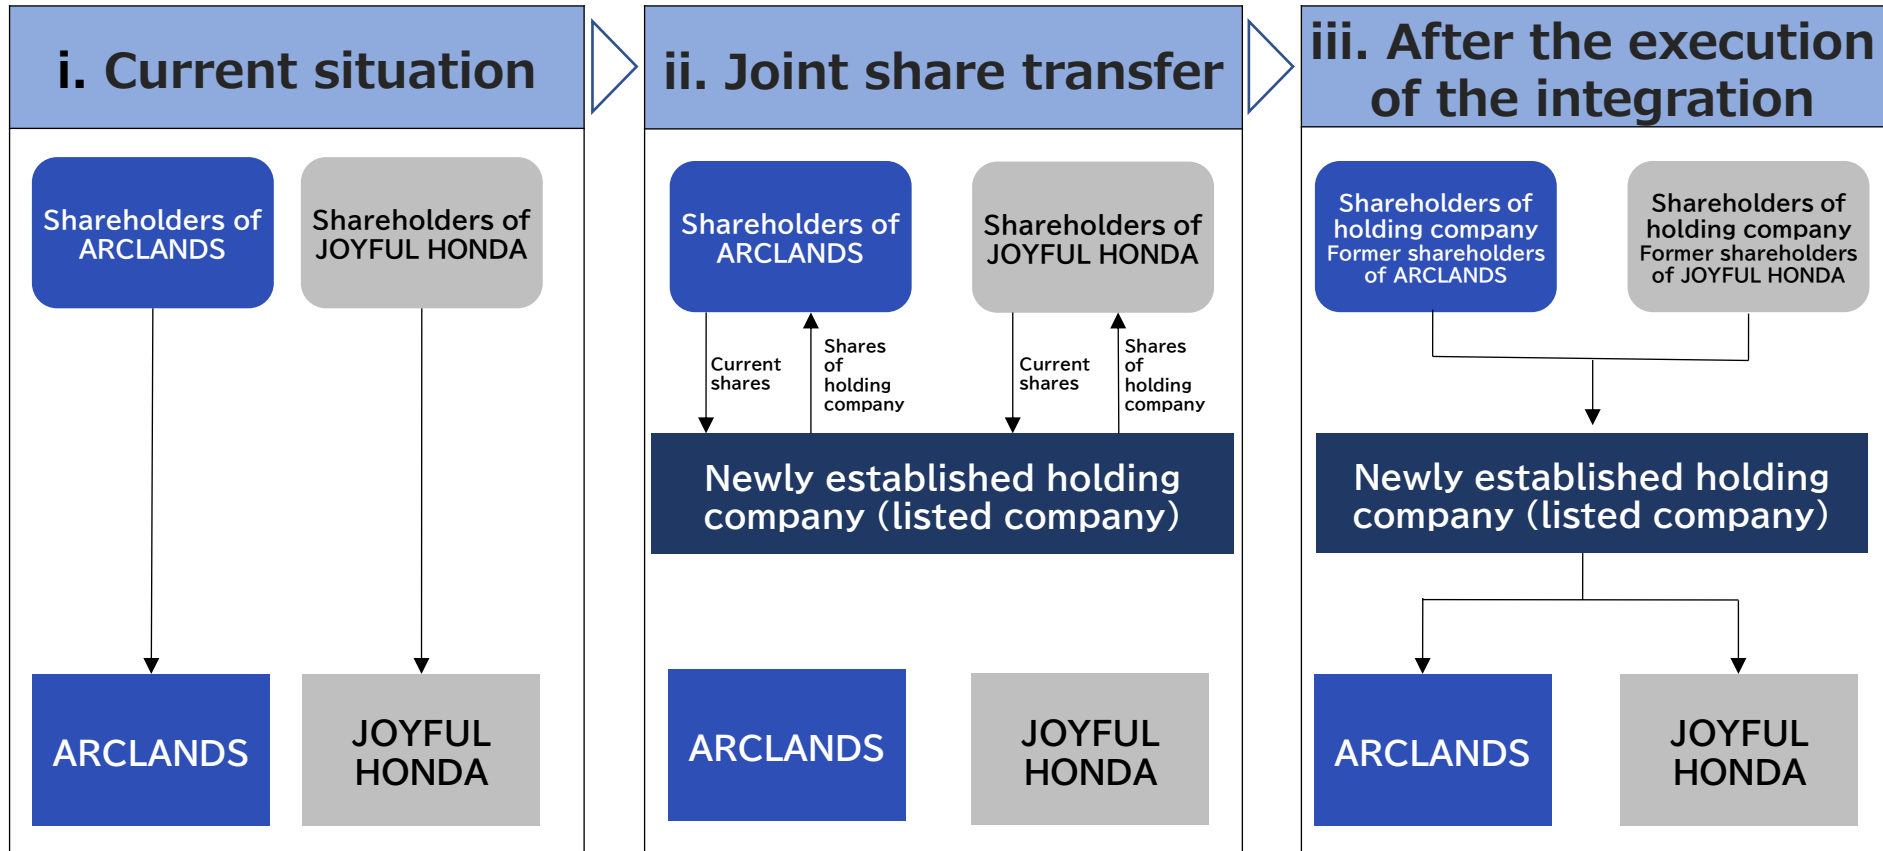 i. Current situation
Shareholders of
ARCLANDS
Shareholders of
JOYFUL HONDA
ARCLANDS
JOYFUL
HONDA
ii. Joint share transfer
Shareholders of
ARCLANDS
Shareholders of
JOYFUL HONDA
Current
shares
Shares
of
holding
company
Current
shares
Shares
of
holding
company
Newly established holding
company (listed company)
ARCLANDS
JOYFUL
HONDA
iii. After the execution
of the integration
Shareholders of
holding company
Former shareholders
of ARCLANDS
Shareholders of
holding company
Former shareholders
of JOYFUL HONDA
Newly established holding
company (listed company)
ARCLANDS
JOYFUL
HONDA